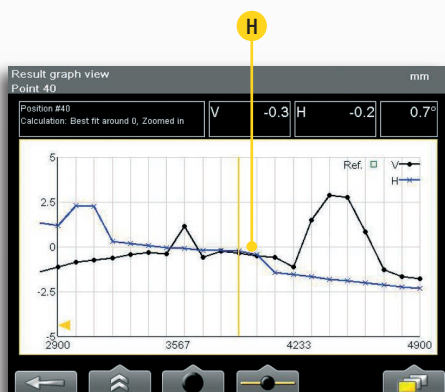 H
Result graph view
mm
Point 40
Position #40
Calculation: Best fit around 0, Zoomed in
V -0.3
H -0.2
0.7°
5
2.5
0
-2.5
-5
Ref. V
H
2900 3567 4233 4900